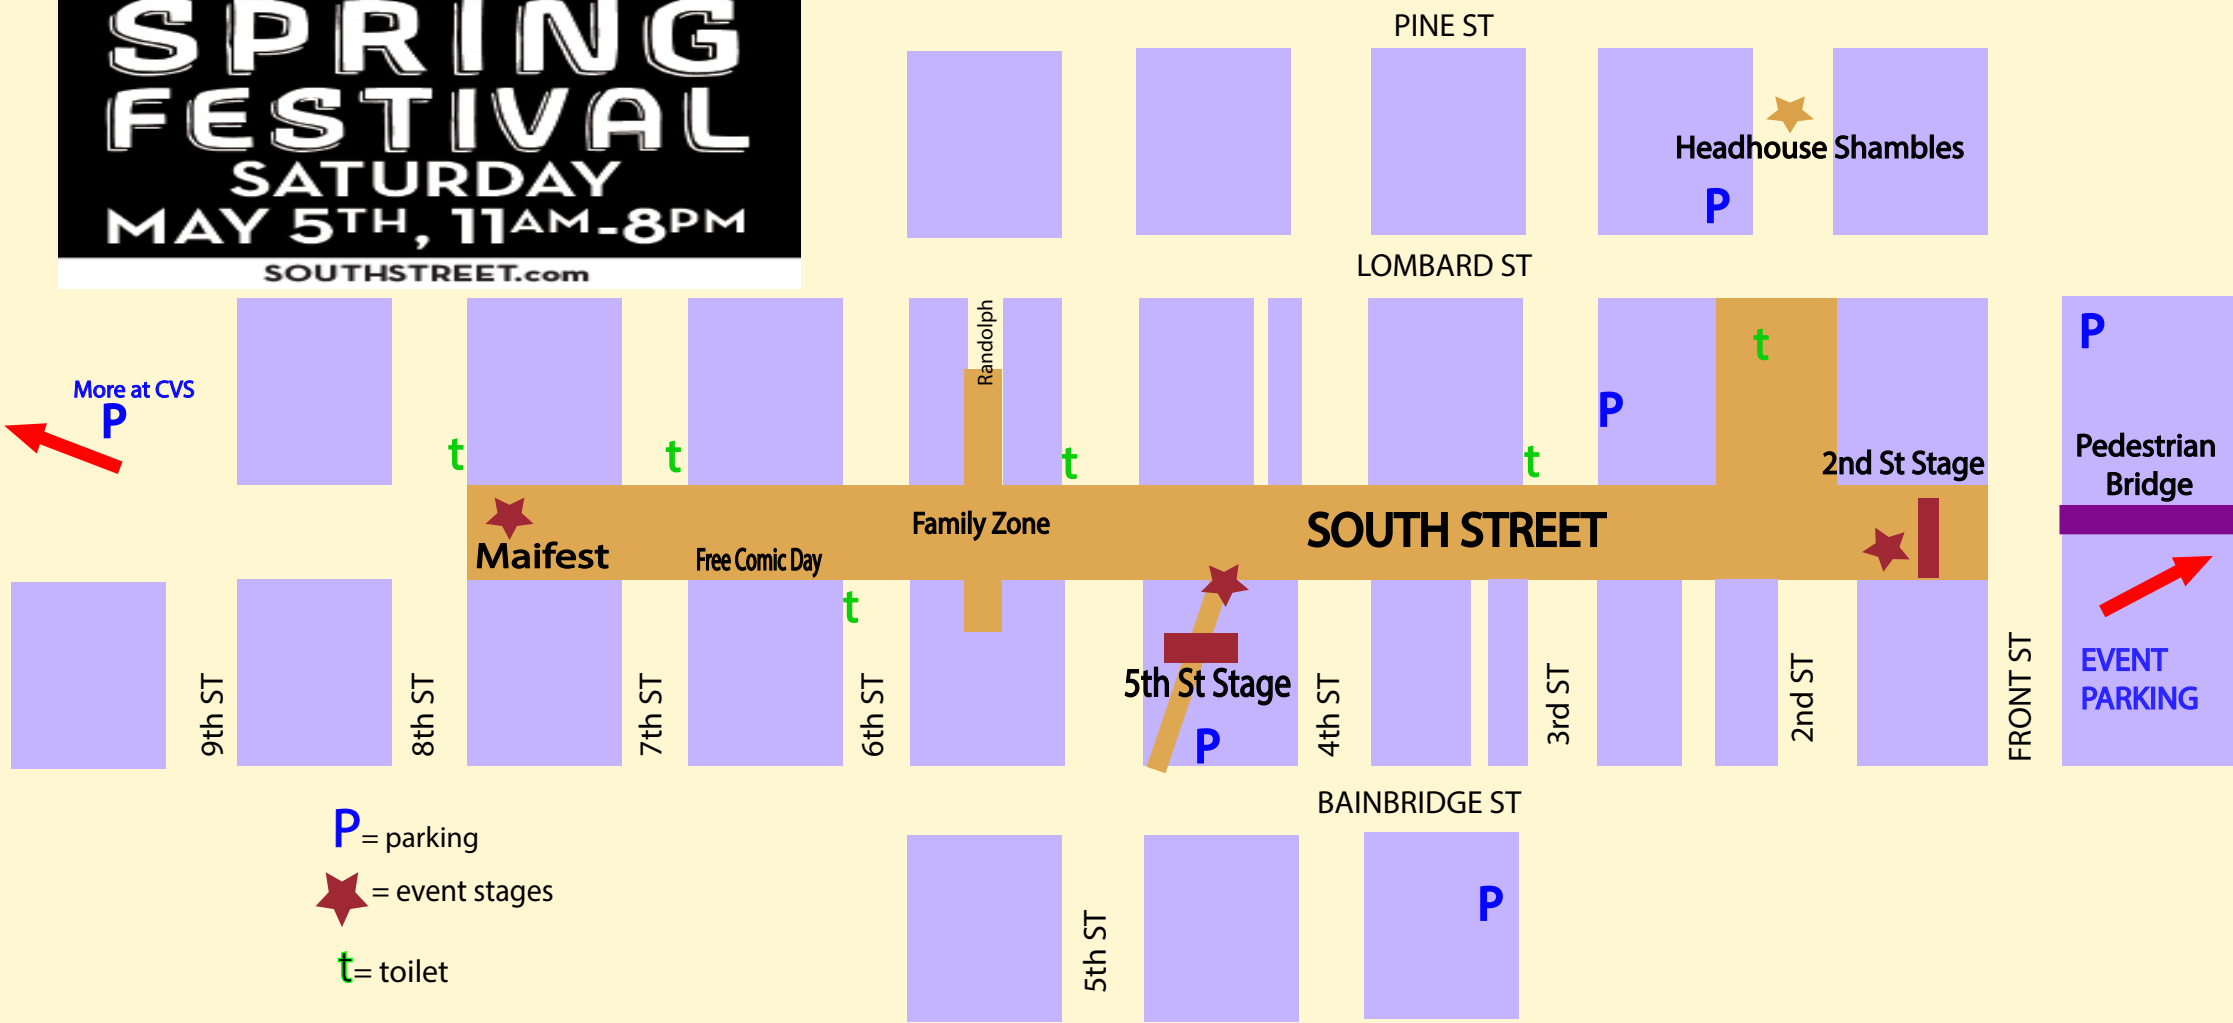 SPRING
FESTIVAL
SATURDAY
MAY 5TH, 11AM-8PM
SOUTHSTREET.com
PINE ST
Headhouse Shambles
P
LOMBARD ST
Randolph
t
P
More at CVS
P
P
t
t
t
t
2nd St Stage
Pedestrian
Bridge
Maifest
Free Comic Day
Family Zone
SOUTH STREET
t
5th St Stage
P
EVENT
PARKING
9th ST
8th ST
7th ST
6th ST
4th ST
3rd ST
2nd ST
FRONT ST
BAINBRIDGE ST
P= parking
= event stages
t= toilet
5th ST
P